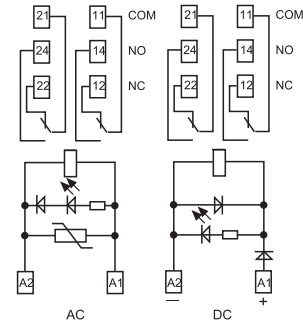 21 11 COM 21 11 COM
24 14 NO 24 14 NO
22 12 NC 22 12 NC
A2 A1 A2 A1
— +
AC DC